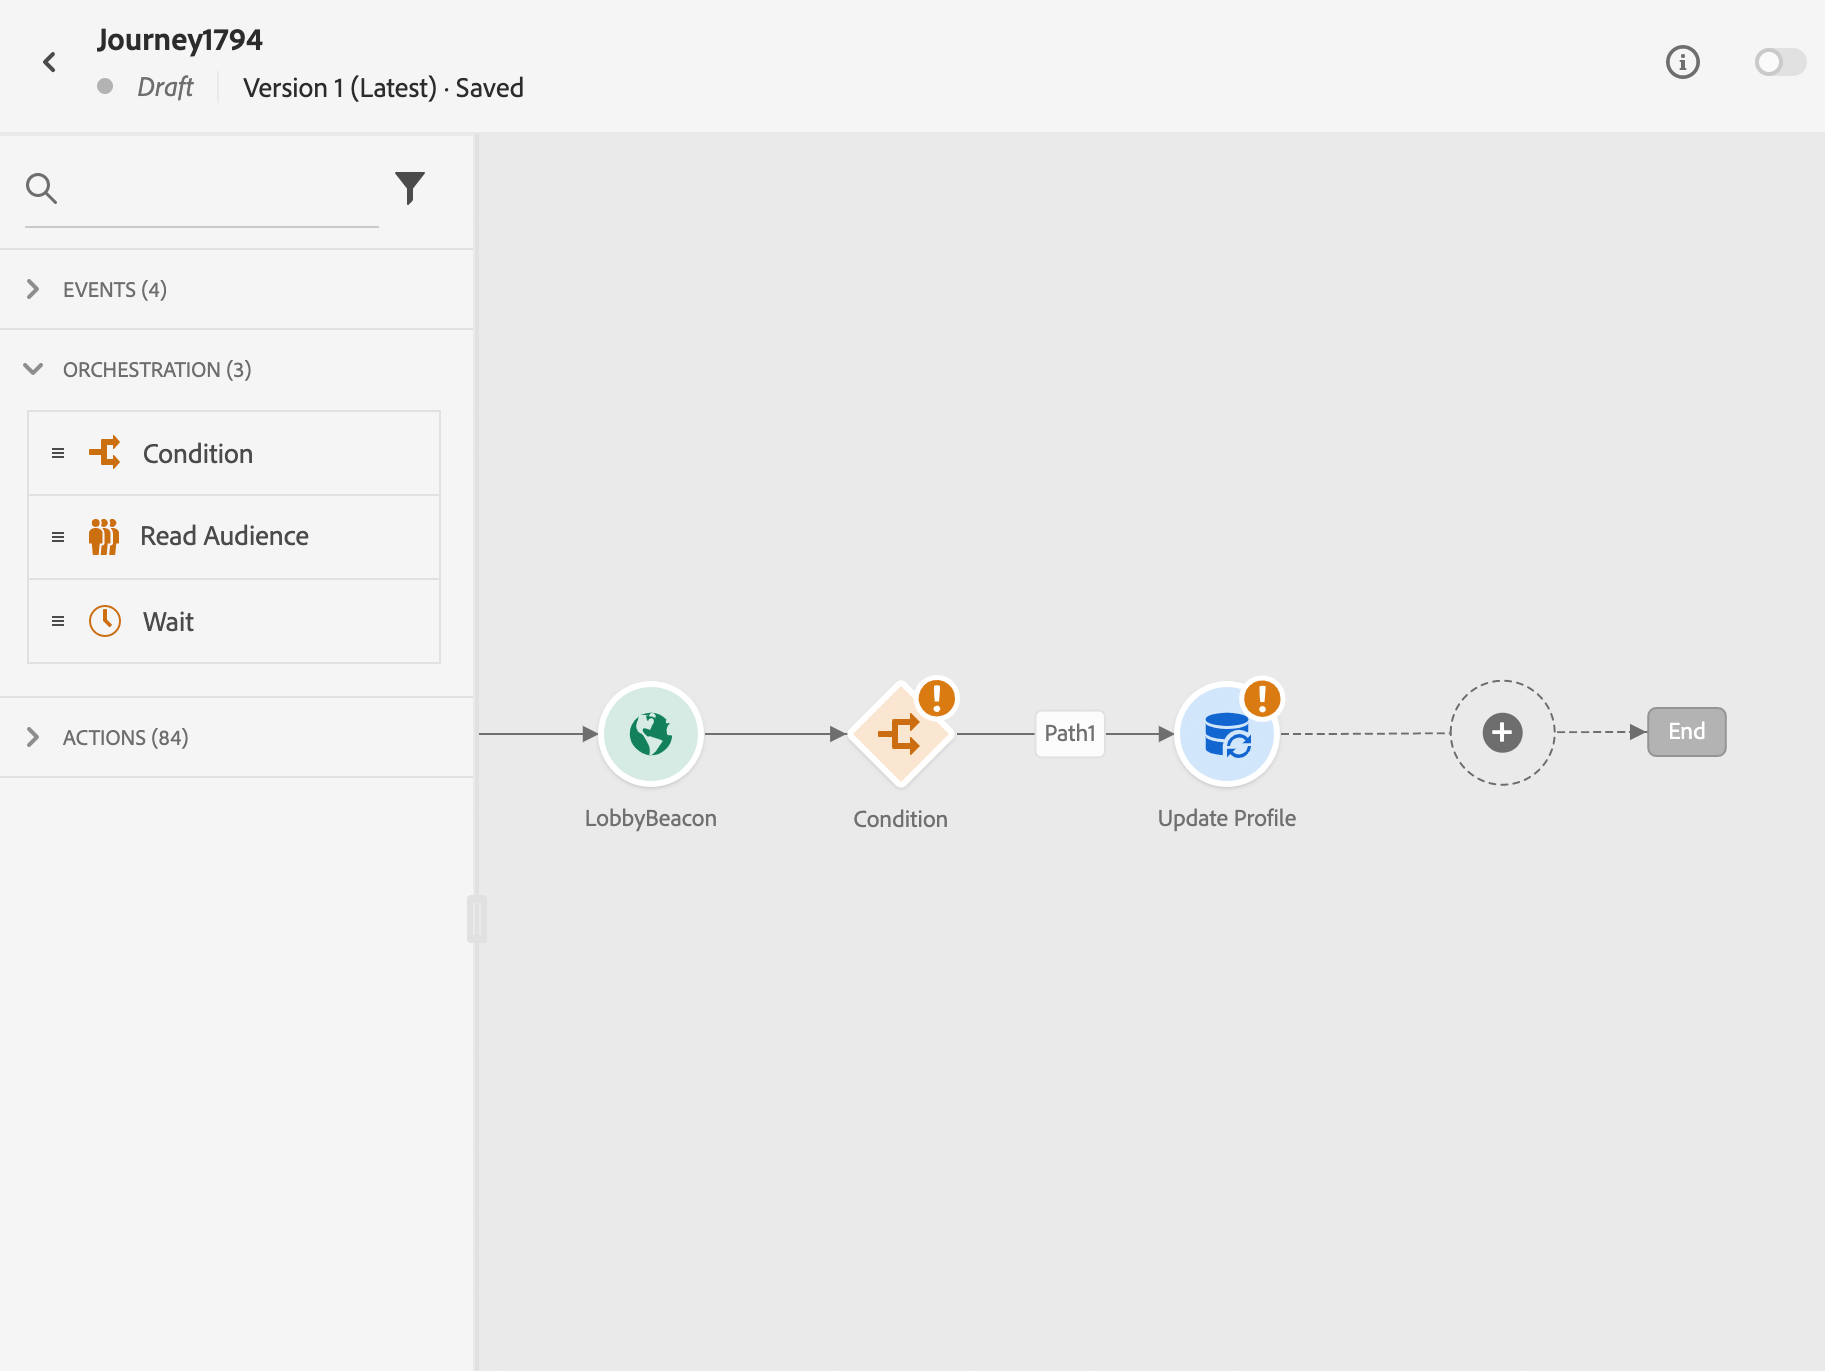 Journey1794
Draft
Version 1 (Latest) · Saved
EVENTS (4)
ORCHESTRATION (3)
Condition
Read Audience
Wait
ACTIONS (84)
Path1
End
LobbyBeacon
Condition
Update Profile